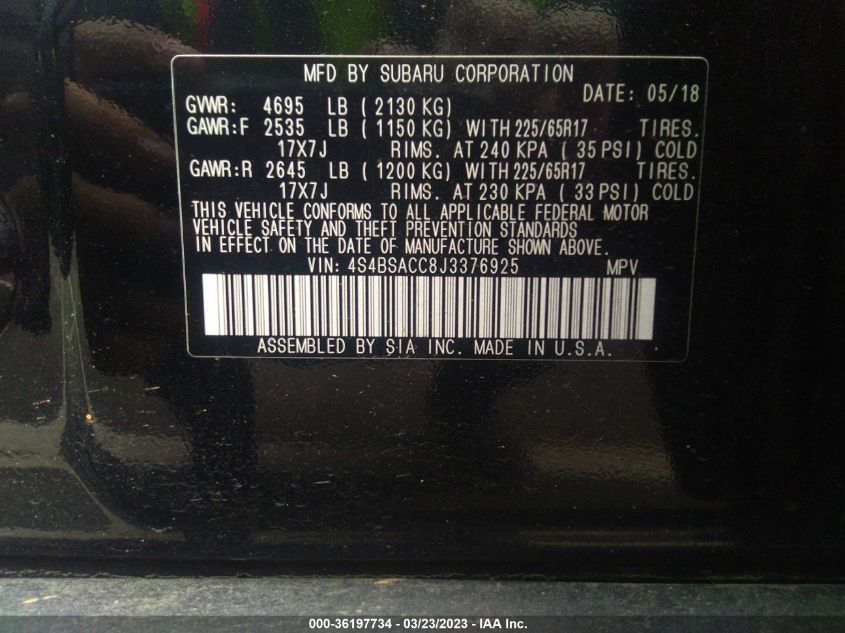 MFD BY SUBARU CORPORATION
DATE: 05/18
GVWR: 4695 LB ( 2130 KG)
GAWR:F 2535 LB ( 1150 KG) WITH 225/65R17 TIRES.
17X7J RIMS. AT 240 KPA ( 35 PSI) COLD
GAWR:R 2645 LB ( 1200 KG) WITH 225/65R17 TIRES.
17X7J RIMS. AT 230 KPA ( 33 PSI) COLD
THIS VEHICLE CONFORMS TO ALL APPLICABLE FEDERAL MOTOR
VEHICLE SAFETY AND THEFT PREVENTION STANDARDS
IN EFFECT ON THE DATE OF MANUFACTURE SHOWN ABOVE.
VIN: 4S4BSACC8J3376925 MPV
ASSEMBLED BY SIA INC. MADE IN U.S.A.
000-36197734 - 03/23/2023 - IAA Inc.